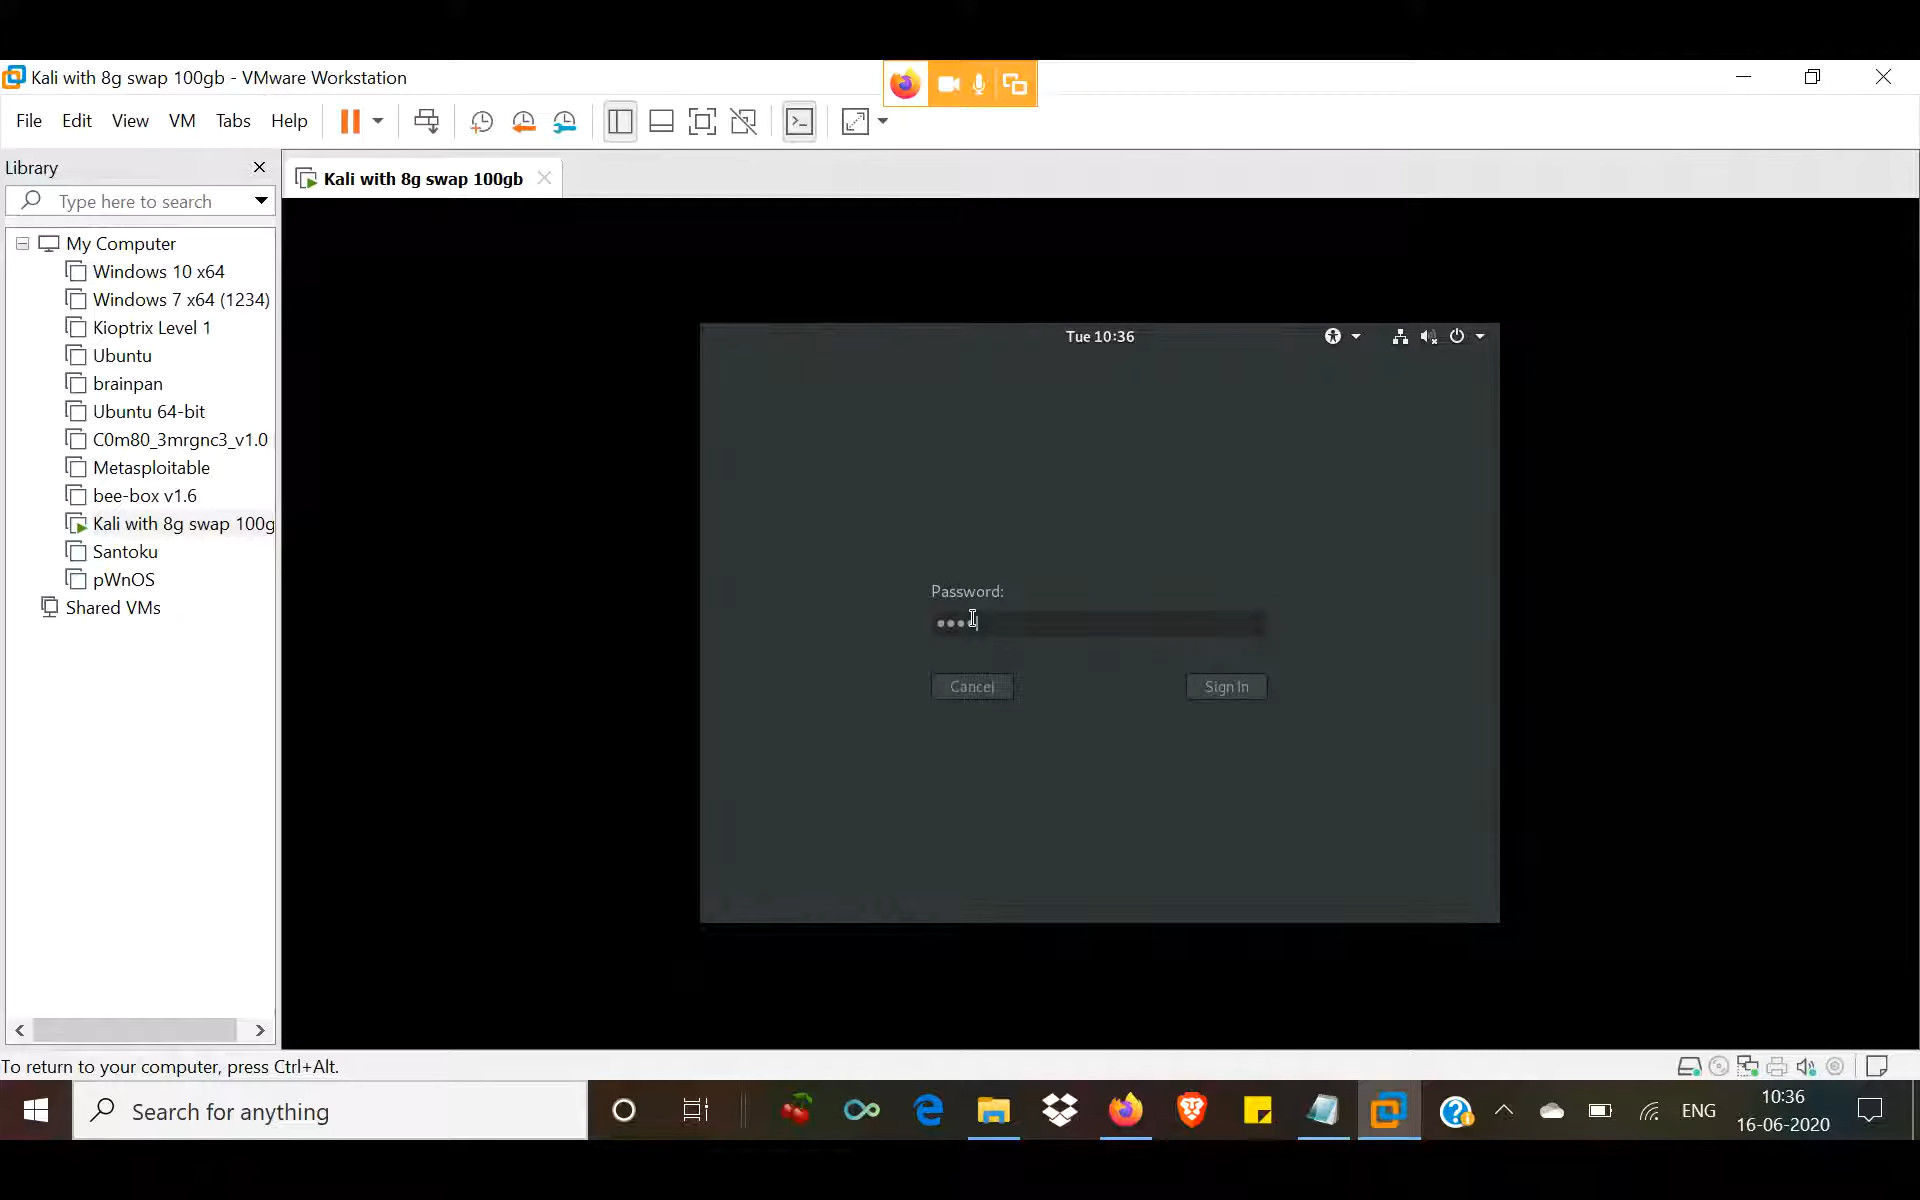 Kali with 8g swap 100gb - VMware Workstation
File Edit View VM Tabs Help
Library
Type here to search
My Computer
Windows 10 x64
Windows 7 x64 (1234)
Kioptrix Level 1
Ubuntu
brainpan
Ubuntu 64-bit
C0m80_3mrgnc3_v1.0
Metasploitable
bee-box v1.6
Kali with 8g swap 100g
Santoku
pWnOS
Shared VMs
Kali with 8g swap 100gb
Tue 10:36
Password:
Cancel Sign In
To return to your computer, press Ctrl+Alt.
Search for anything
ENG
10:36
16-06-2020